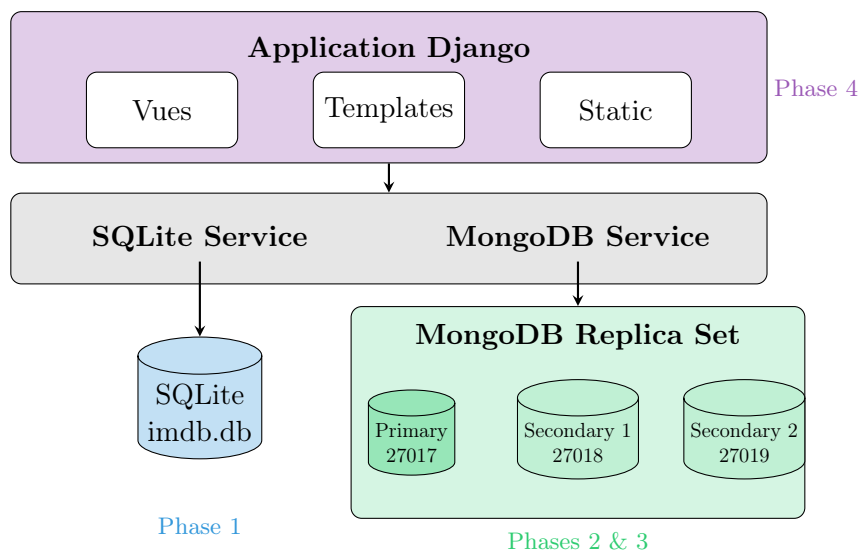 Application Django
Vues
Templates
Static
Phase 4
SQLite Service
MongoDB Service
MongoDB Replica Set
SQLite
imdb.db
Primary
27017
Secondary 1
27018
Secondary 2
27019
Phase 1
Phases 2 & 3